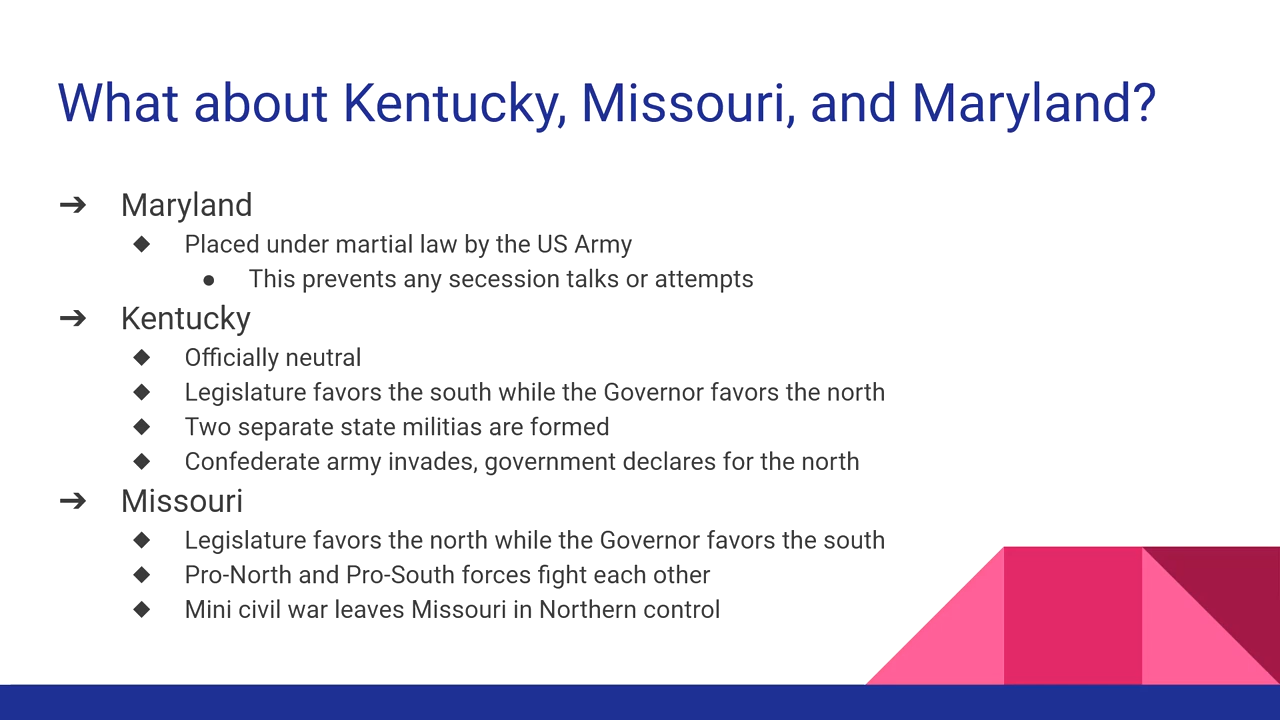 What about Kentucky, Missouri, and Maryland?
➔ Maryland
◆ Placed under martial law by the US Army
● This prevents any secession talks or attempts
➔ Kentucky
◆ Officially neutral
◆ Legislature favors the south while the Governor favors the north
◆ Two separate state militias are formed
◆ Confederate army invades, government declares for the north
➔ Missouri
◆ Legislature favors the north while the Governor favors the south
◆ Pro-North and Pro-South forces fight each other
◆ Mini civil war leaves Missouri in Northern control